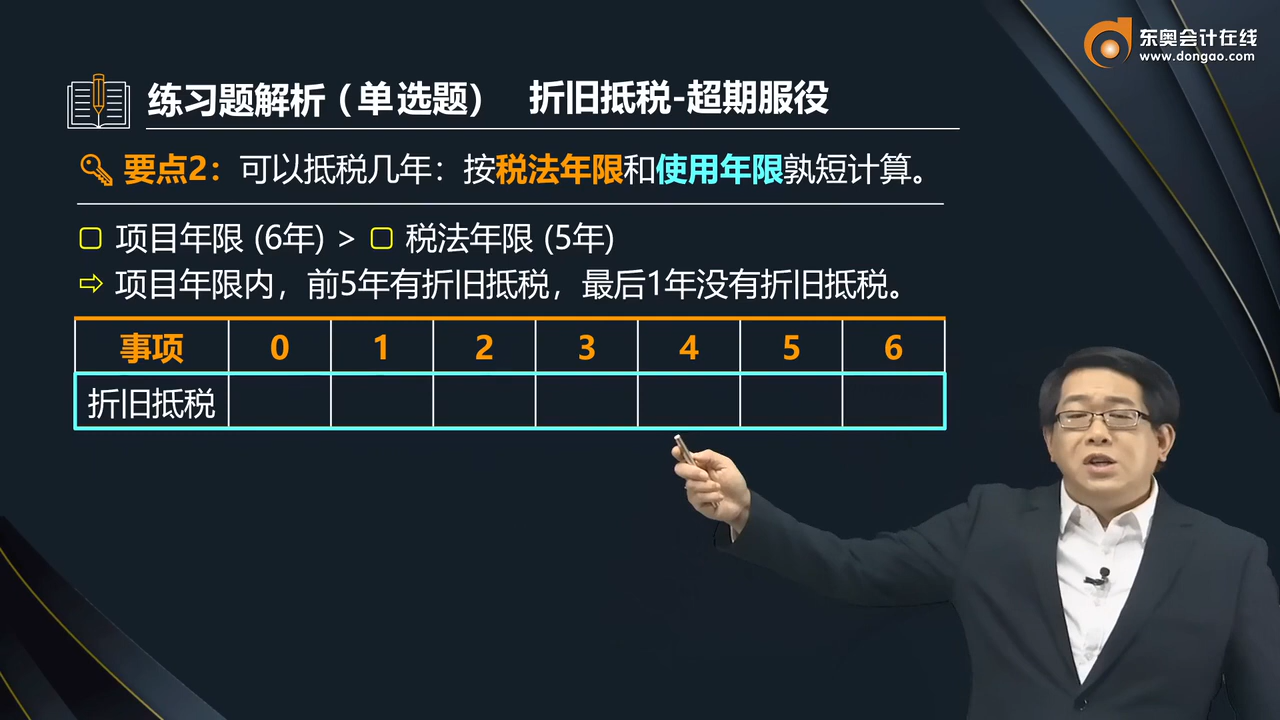 东奥会计在线
www.dongao.com
练习题解析（单选题） 折旧抵税-超期服役
要点2：可以抵税几年：按税法年限和使用年限孰短计算。
项目年限 (6年) > 税法年限 (5年)
⇨ 项目年限内，前5年有折旧抵税，最后1年没有折旧抵税。
事项 0 1 2 3 4 5 6
折旧抵税